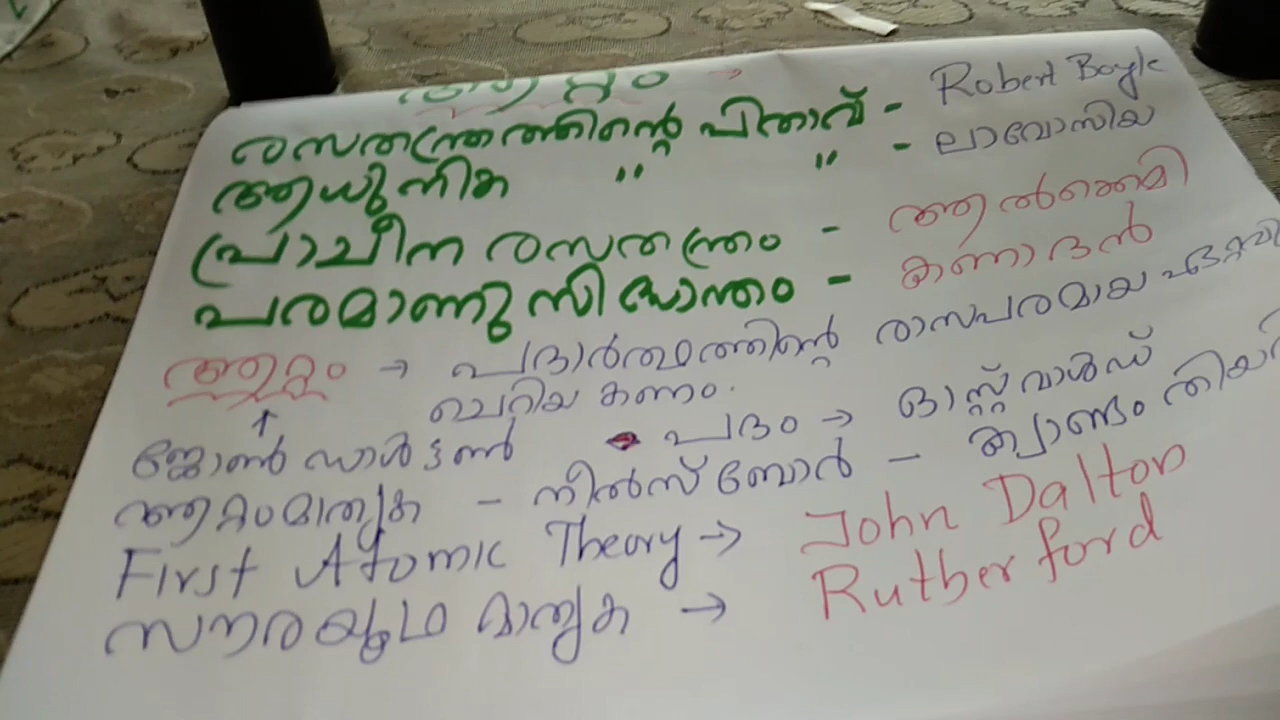 ആറ്റം
രസതന്ത്രത്തിന്റെ പിതാവ് - Robert Boyle
ആധുനിക " " - ലാവോസിയ
പ്രാചീന രസതന്ത്രം - ആൽക്കെമി
പരമാണു സിദ്ധാന്തം - കണാദൻ
ആറ്റം → പദാർത്ഥത്തിന്റെ രാസപരമായ ഏറ്റവും
ചെറിയ കണം.
ജോൺ ഡാൾട്ടൺ പദം → ഓസ്റ്റ് വാൾഡ്
ആറ്റംമാതൃക - നീൽസ് ബോർ - ക്വാണ്ടം തിയറി
First Atomic Theory → John Dalton
സൗരയൂഥ മാതൃക → Rutherford